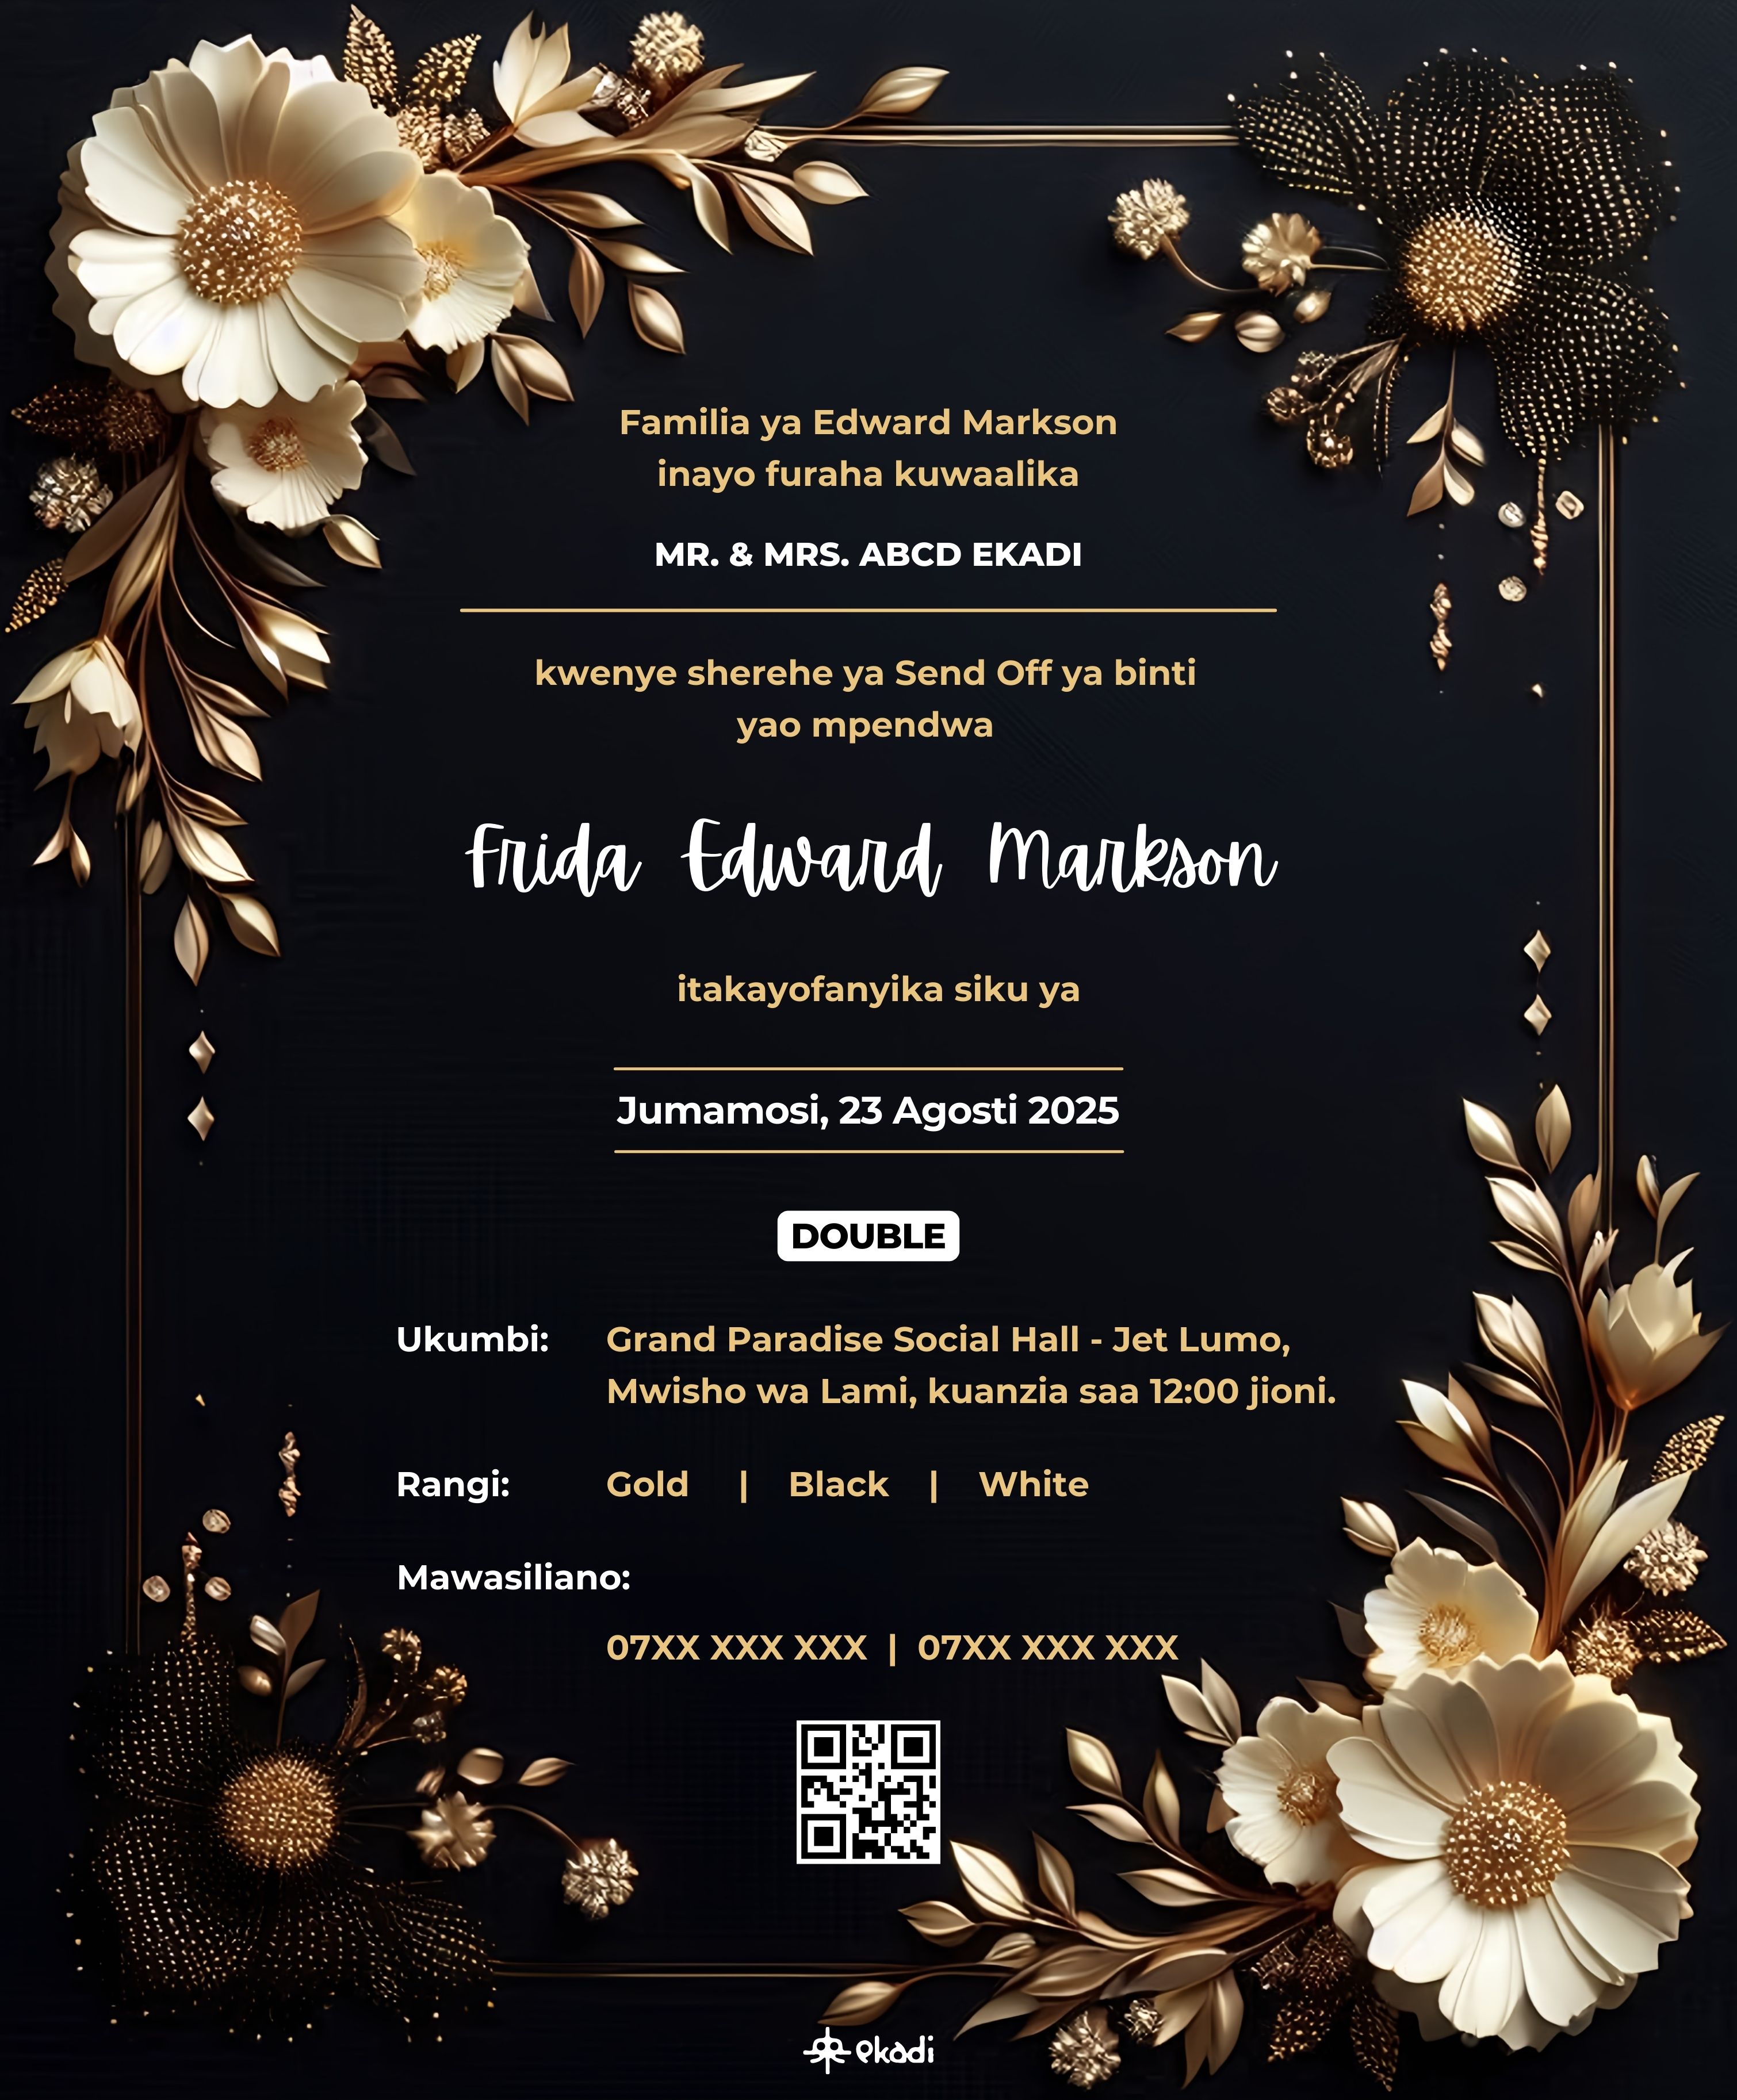 Familia ya Edward Markson
inayo furaha kuwaalika
MR. & MRS. ABCD EKADI
kwenye sherehe ya Send Off ya binti
yao mpendwa
Frida Edward Markson
itakayofanyika siku ya
Jumamosi, 23 Agosti 2025
DOUBLE
Ukumbi: Grand Paradise Social Hall - Jet Lumo,
Mwisho wa Lami, kuanzia saa 12:00 jioni.
Rangi: Gold | Black | White
Mawasiliano:
07XX XXX XXX | 07XX XXX XXX
ekadi